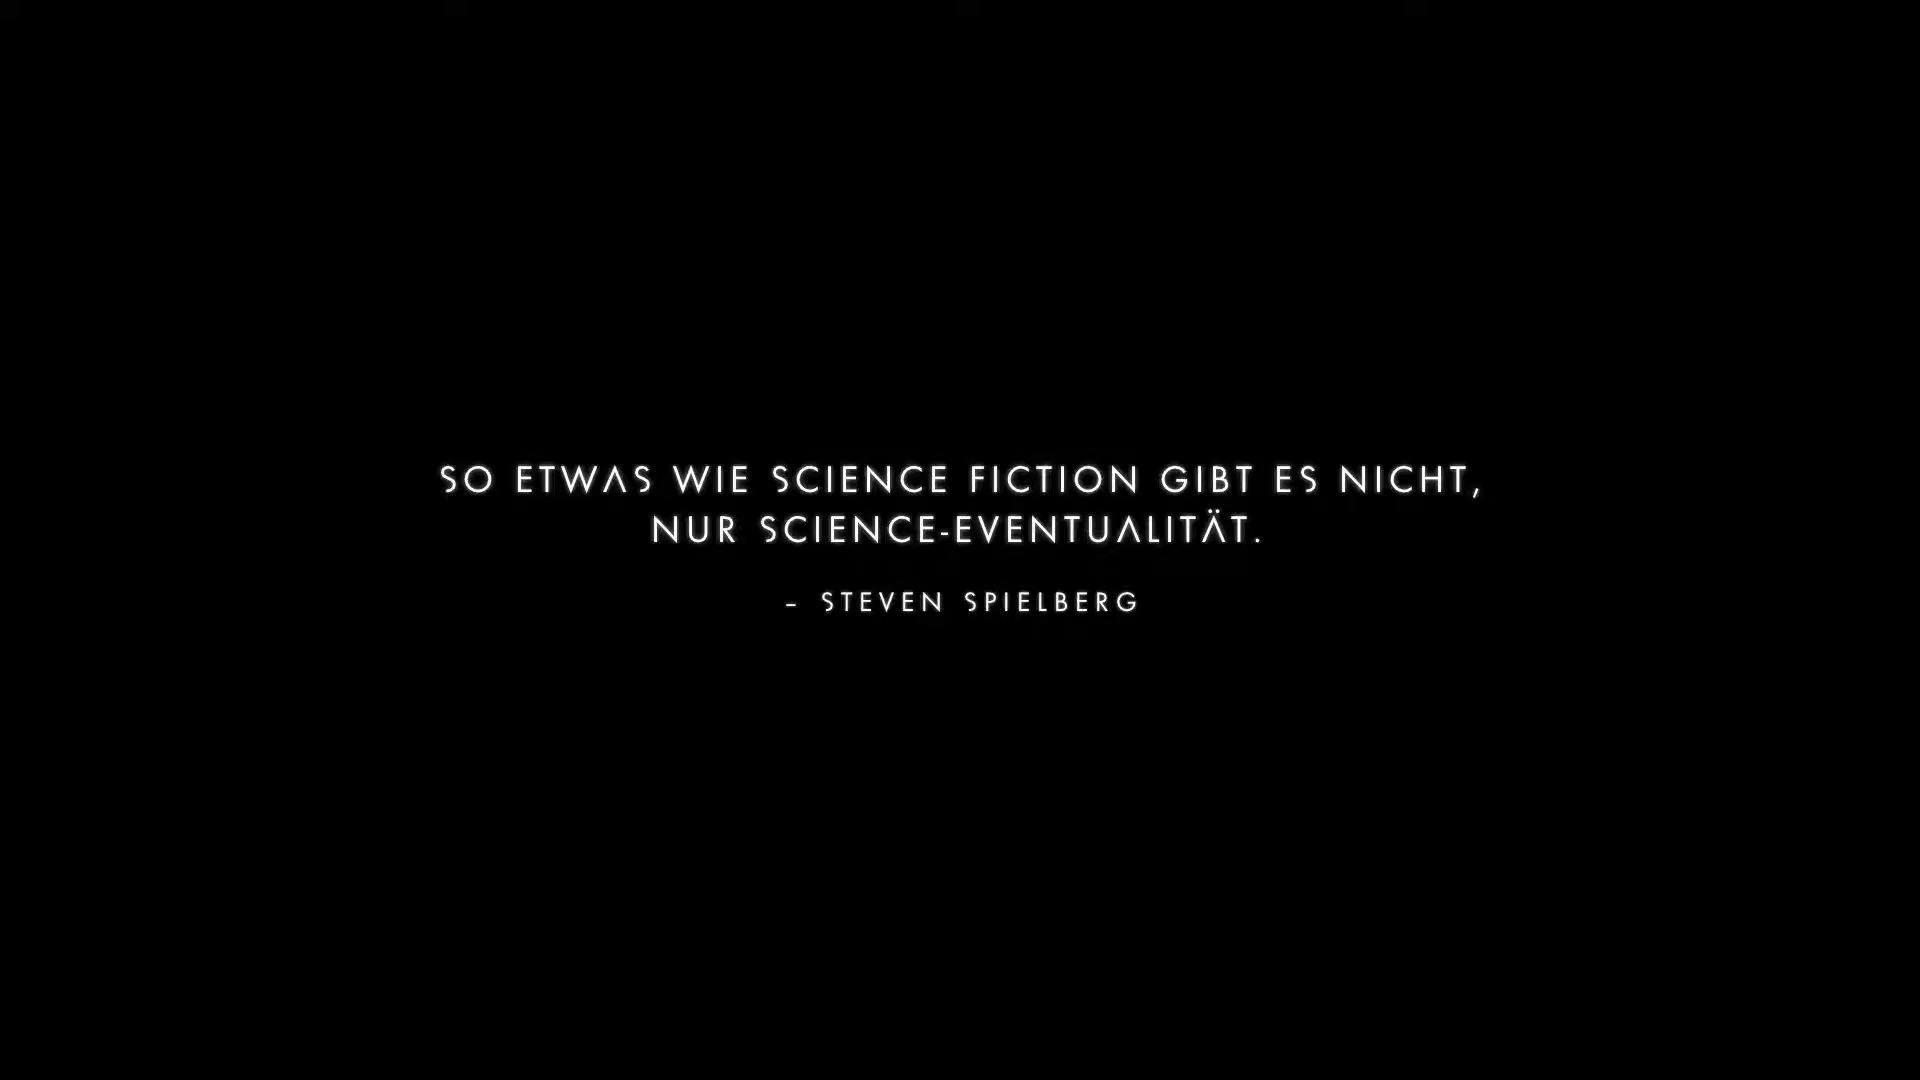 SO ETWAS WIE SCIENCE FICTION GIBT ES NICHT,
NUR SCIENCE-EVENTUALITÄT.
– STEVEN SPIELBERG